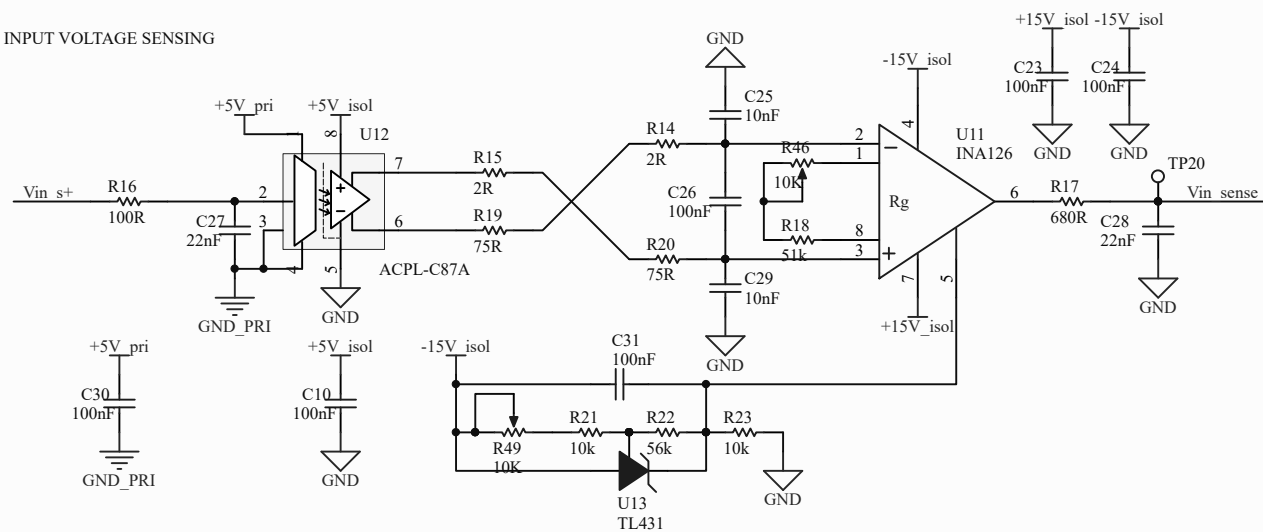 INPUT VOLTAGE SENSING
+5V_pri
+5V_isol
U12
1
8
Vin_s+
R16
100R
C27
22nF
2
3
4
5
7
6
ACPL-C87A
GND_PRI
GND
R15
2R
R19
75R
R14
2R
R20
75R
GND
C25
10nF
C26
100nF
C29
10nF
GND
R46
10K
R18
51k
2
1
8
3
-15V_isol
4
U11
INA126
Rg
7
5
+15V_isol
6
R17
680R
TP20
Vin_sense
C28
22nF
GND
+15V_isol
C23
100nF
GND
-15V_isol
C24
100nF
GND
+5V_pri
C30
100nF
GND_PRI
+5V_isol
C10
100nF
GND
-15V_isol
C31
100nF
R49
10K
R21
10k
R22
56k
R23
10k
U13
TL431
GND